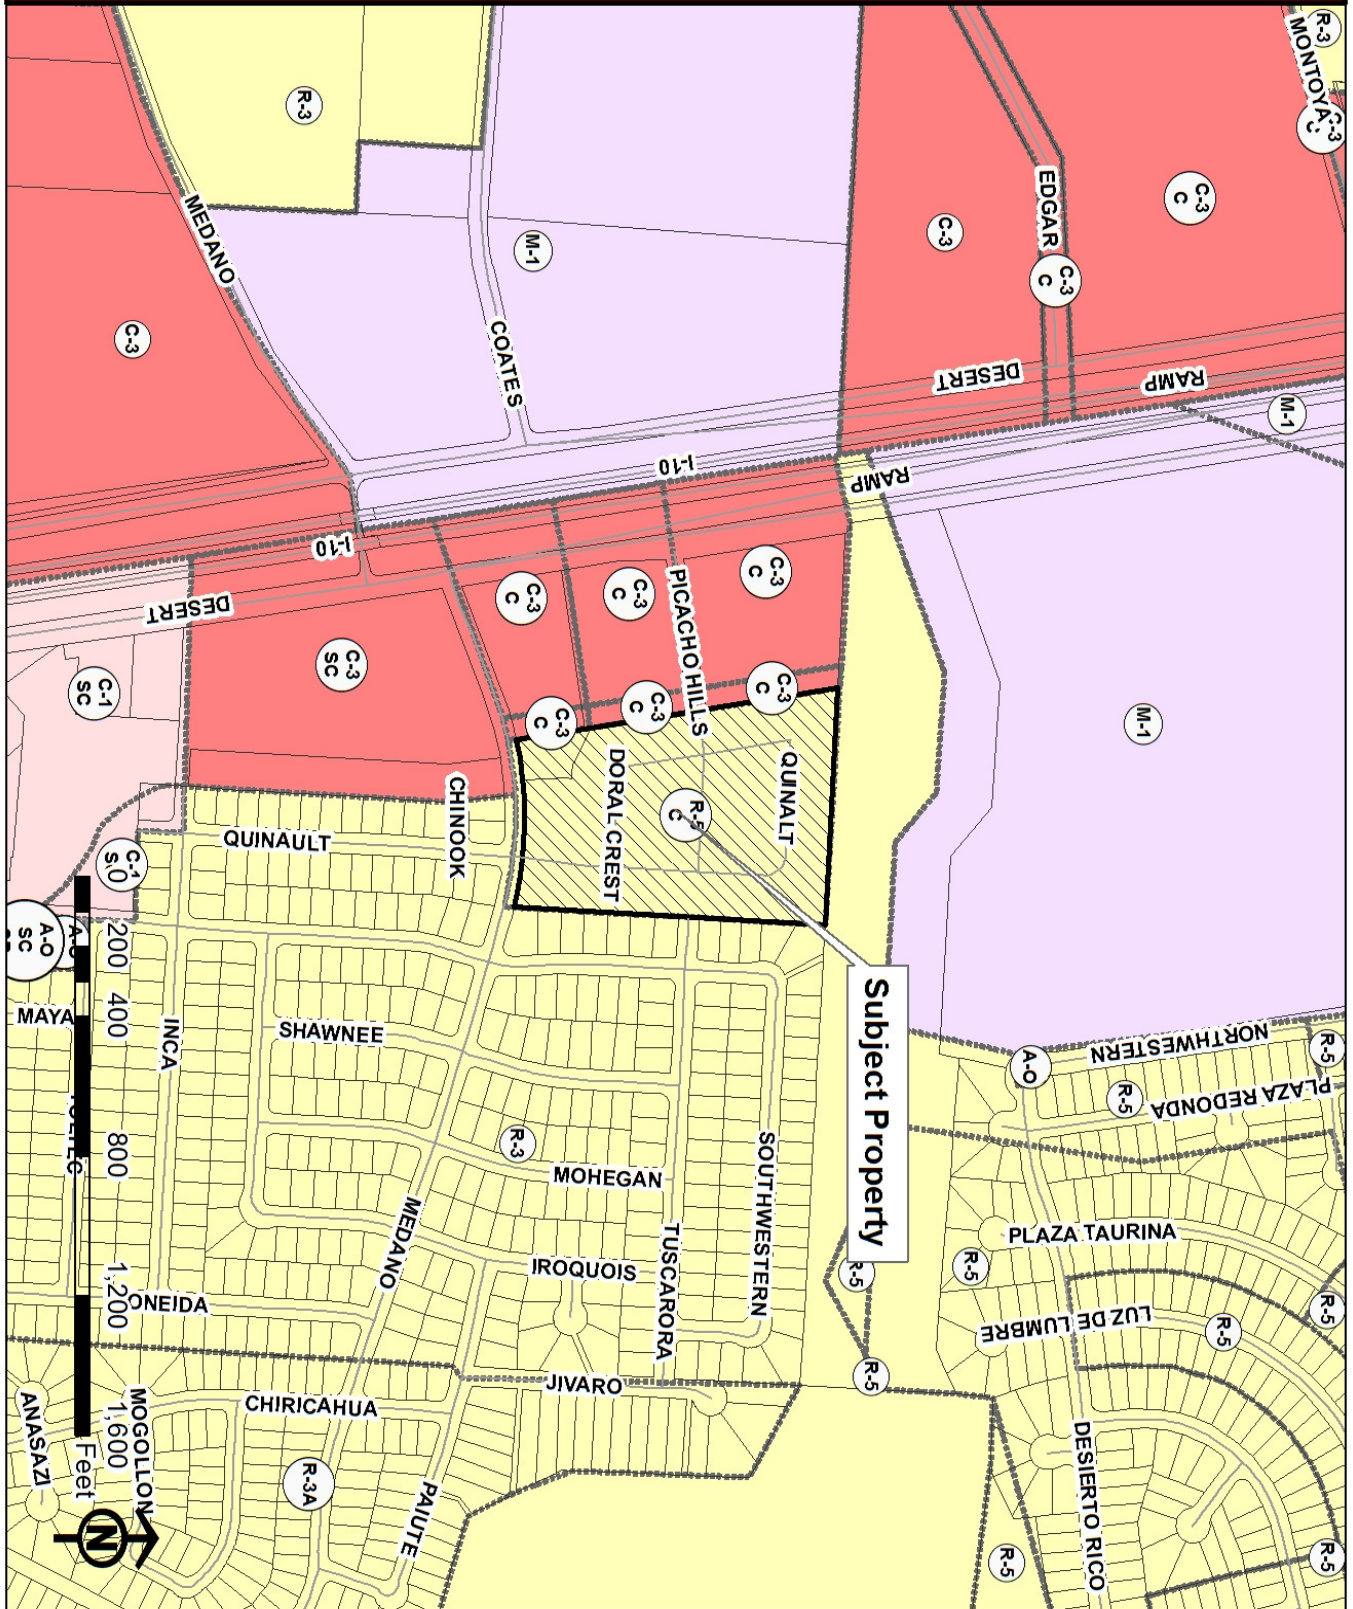 R-3
MONTOYA
C-3
C
R-3
EDGAR
C-3
C
C-3
C-3
C
MEDANO
M-1
C-3
COATES
DESERT
RAMP
M-1
I-10
RAMP
I-10
C-3
C
C-3
C
C-3
C
PICACHO HILLS
DESERT
C-3
SC
C-1
SC
C-3
C
C-3
C
C-3
C
M-1
DORAL CREST
QUINALT
R-5
C
CHINOOK
QUINAULT
C-1
A-O
SC
Subject Property
MAYA
INCA
SHAWNEE
NORTHWESTERN
R-5
A-O
R-5
PLAZA REDONDA
R-3
MOHEGAN
SOUTHWESTERN
MEDANO
TUSCARORA
IROQUOIS
PLAZA TAURINA
R-5
R-5
ONEIDA
LUZ DE LUMBRE
R-5
R-5
R-5
JIVARO
CHIRICAHUA
MOGOLLON
ANASAZI
R-3A
PAIUTE
DESIERTO RICO
R-5
R-5
0 200 400 800 1,200 1,600
Feet
N